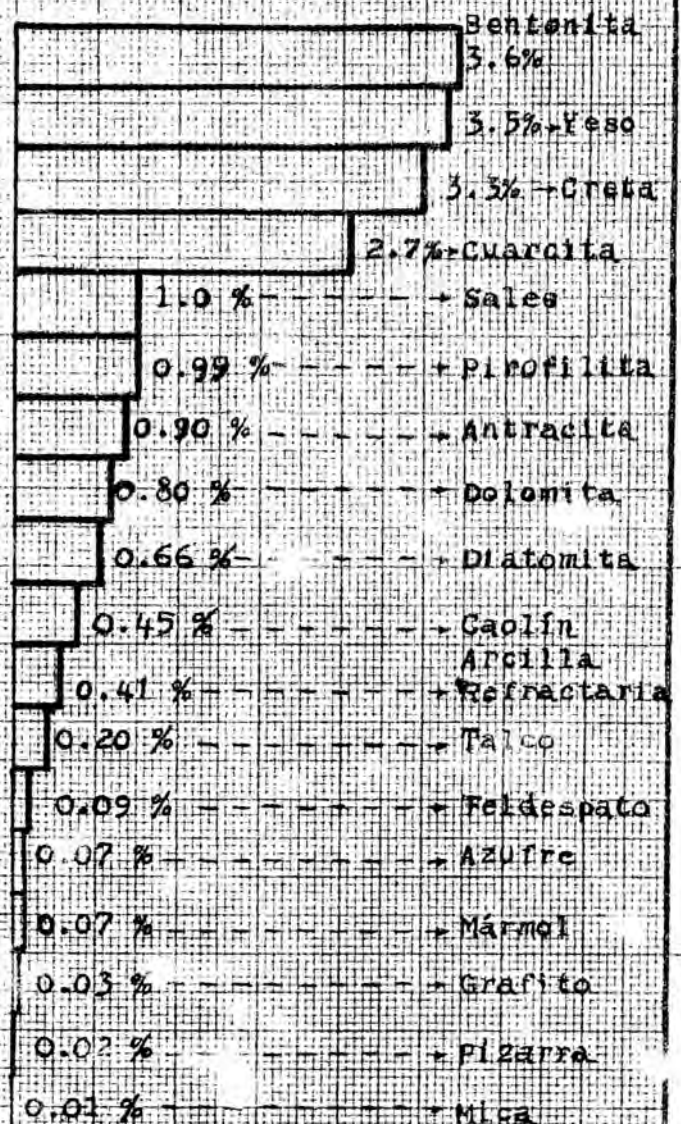 Bentonita
3.6%
3.5% Yeso
3.3% Creta
2.7% Cuarcita
1.0 % Sales
0.99 % Pirofilita
0.90 % Antracita
0.80 % Dolomita
0.66 % Diatomita
0.45 % Caolín
Arcilla
0.41 % Refractaria
0.20 % Talco
0.09 % Feldespato
0.07 % Azufre
0.07 % Mármol
0.03 % Grafito
0.02 % Pizarra
0.01 % Mica